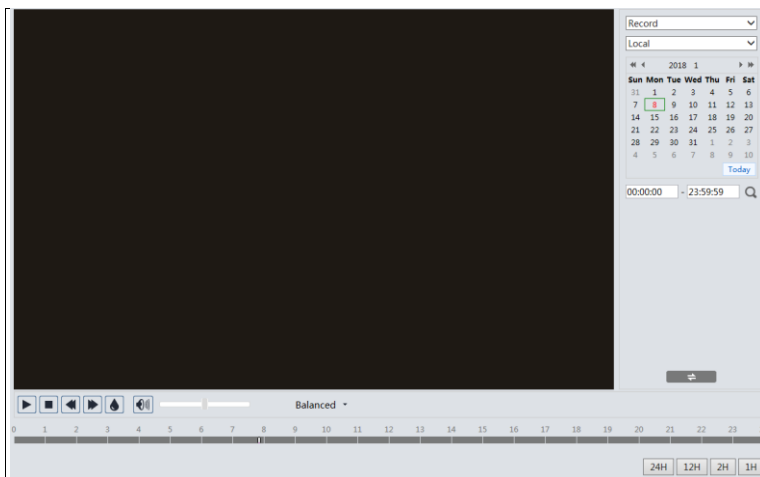 Record
Local
2018 1
Sun Mon Tue Wed Thu Fri Sat
31 1 2 3 4 5 6
7 8 9 10 11 12 13
14 15 16 17 18 19 20
21 22 23 24 25 26 27
28 29 30 31 1 2 3
4 5 6 7 8 9 10
Today
00:00:00 - 23:59:59
Balanced
0 1 2 3 4 5 6 7 8 9 10 11 12 13 14 15 16 17 18 19 20 21 22 23
24H 12H 2H 1H